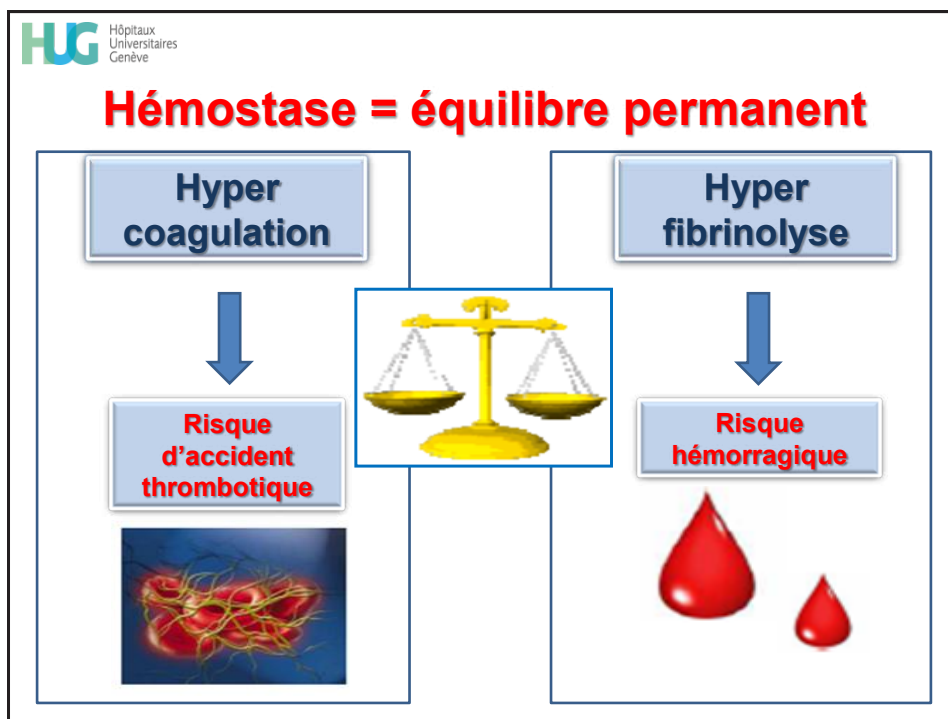 HUG
Hôpitaux
Universitaires
Genève
Hémostase = équilibre permanent
Hyper
coagulation
Risque
d’accident
thrombotique
Hyper
fibrinolyse
Risque
hémorragique